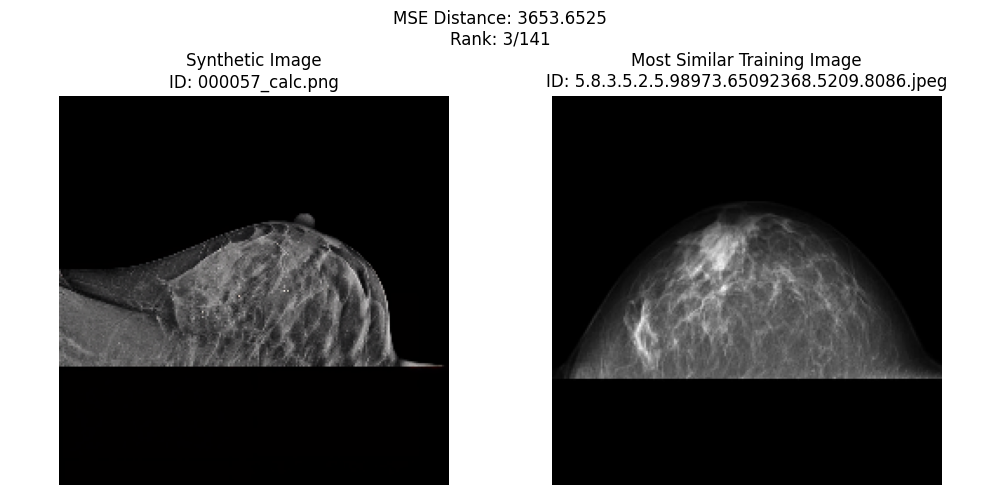 MSE Distance: 3653.6525
Rank: 3/141
Synthetic Image
ID: 000057_calc.png
Most Similar Training Image
ID: 5.8.3.5.2.5.98973.65092368.5209.8086.jpeg